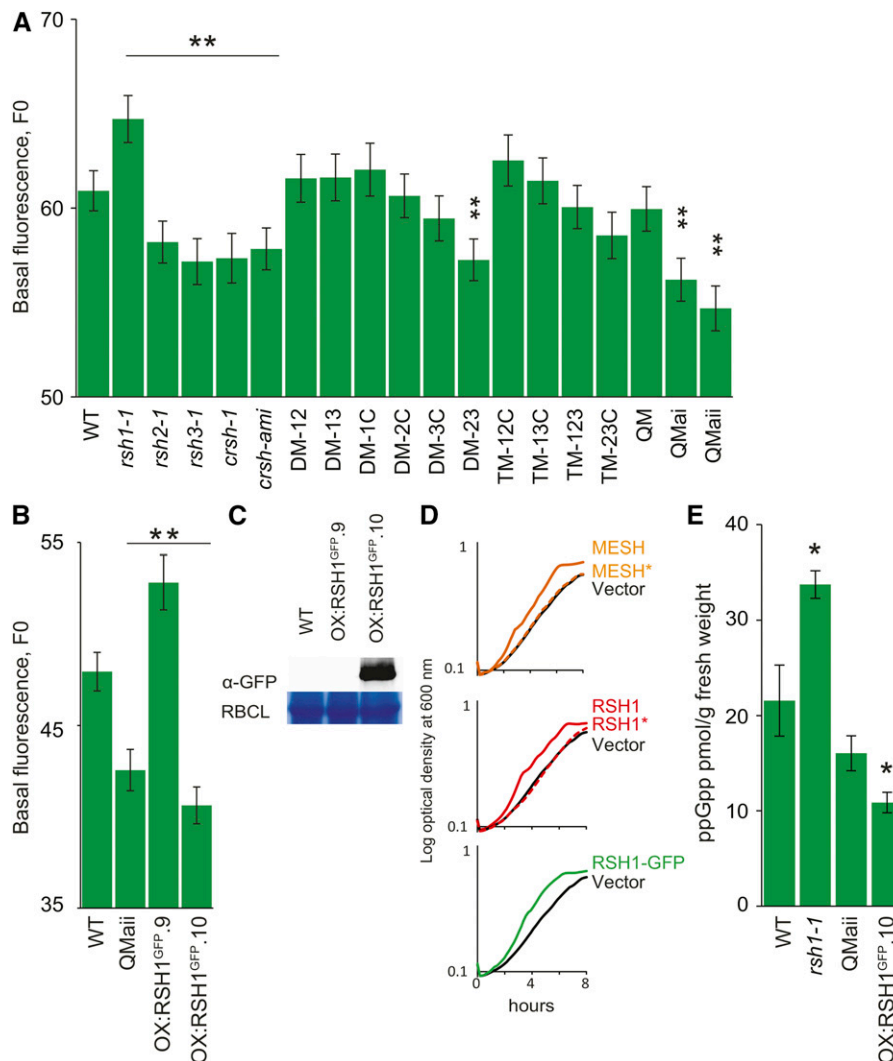 A
70
**
60
50
Basal fluorescence, F0
**
**
**
WT
rsh1-1
rsh2-1
rsh3-1
crsh-1
crsh-ami
DM-12
DM-13
DM-1C
DM-2C
DM-3C
DM-23
TM-12C
TM-13C
TM-123
TM-23C
QM
QMai
QMaii
B
55
**
45
35
Basal fluorescence, F0
WT
QMaii
OX:RSH1GFP.9
OX:RSH1GFP.10
C
WT
OX:RSH1GFP.9
OX:RSH1GFP.10
α-GFP
RBCL
D
Log optical density at 600 nm
1
MESH
MESH*
Vector
0.1
1
RSH1
RSH1*
Vector
0.1
1
RSH1-GFP
Vector
0.1
0 4 8
hours
E
ppGpp pmol/g fresh weight
40
30
20
10
0
*
*
WT
rsh1-1
QMaii
OX:RSH1GFP.10